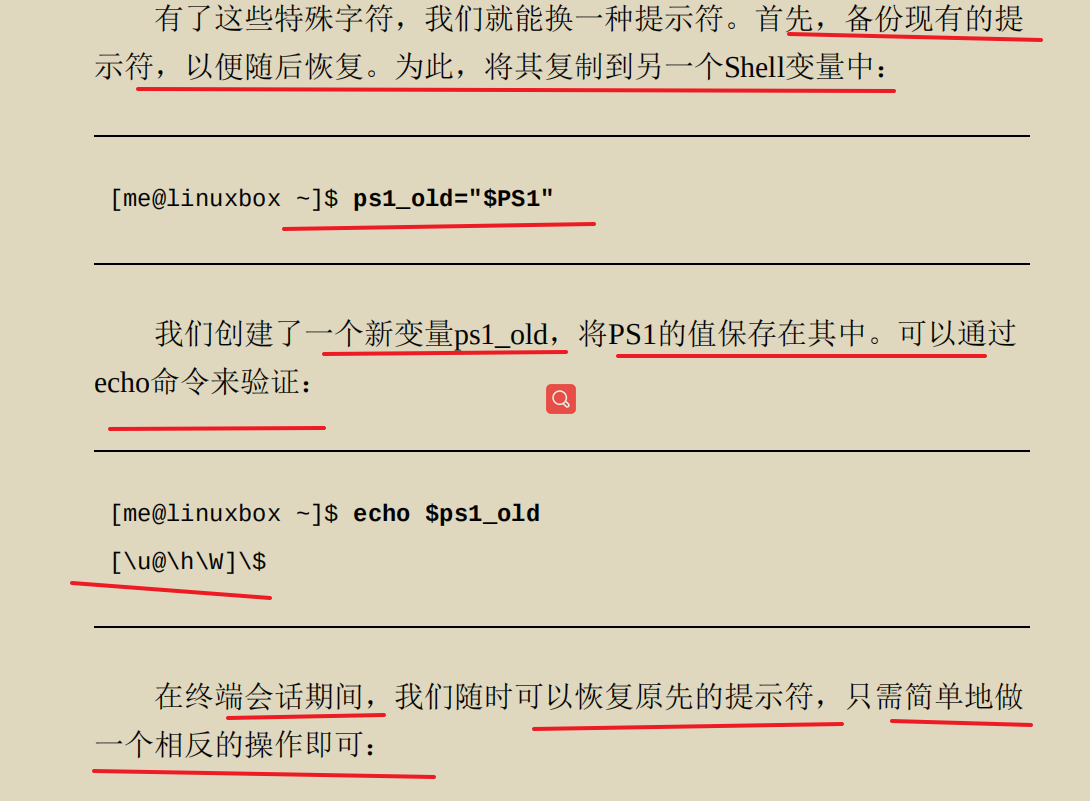 有了这些特殊字符，我们就能换一种提示符。首先，备份现有的提
示符，以便随后恢复。为此，将其复制到另一个Shell变量中：
[me@linuxbox ~]$ ps1_old="$PS1"
我们创建了一个新变量ps1_old，将PS1的值保存在其中。可以通过
echo命令来验证：
[me@linuxbox ~]$ echo $ps1_old
[\u@\h\W]\$
在终端会话期间，我们随时可以恢复原先的提示符，只需简单地做
一个相反的操作即可：